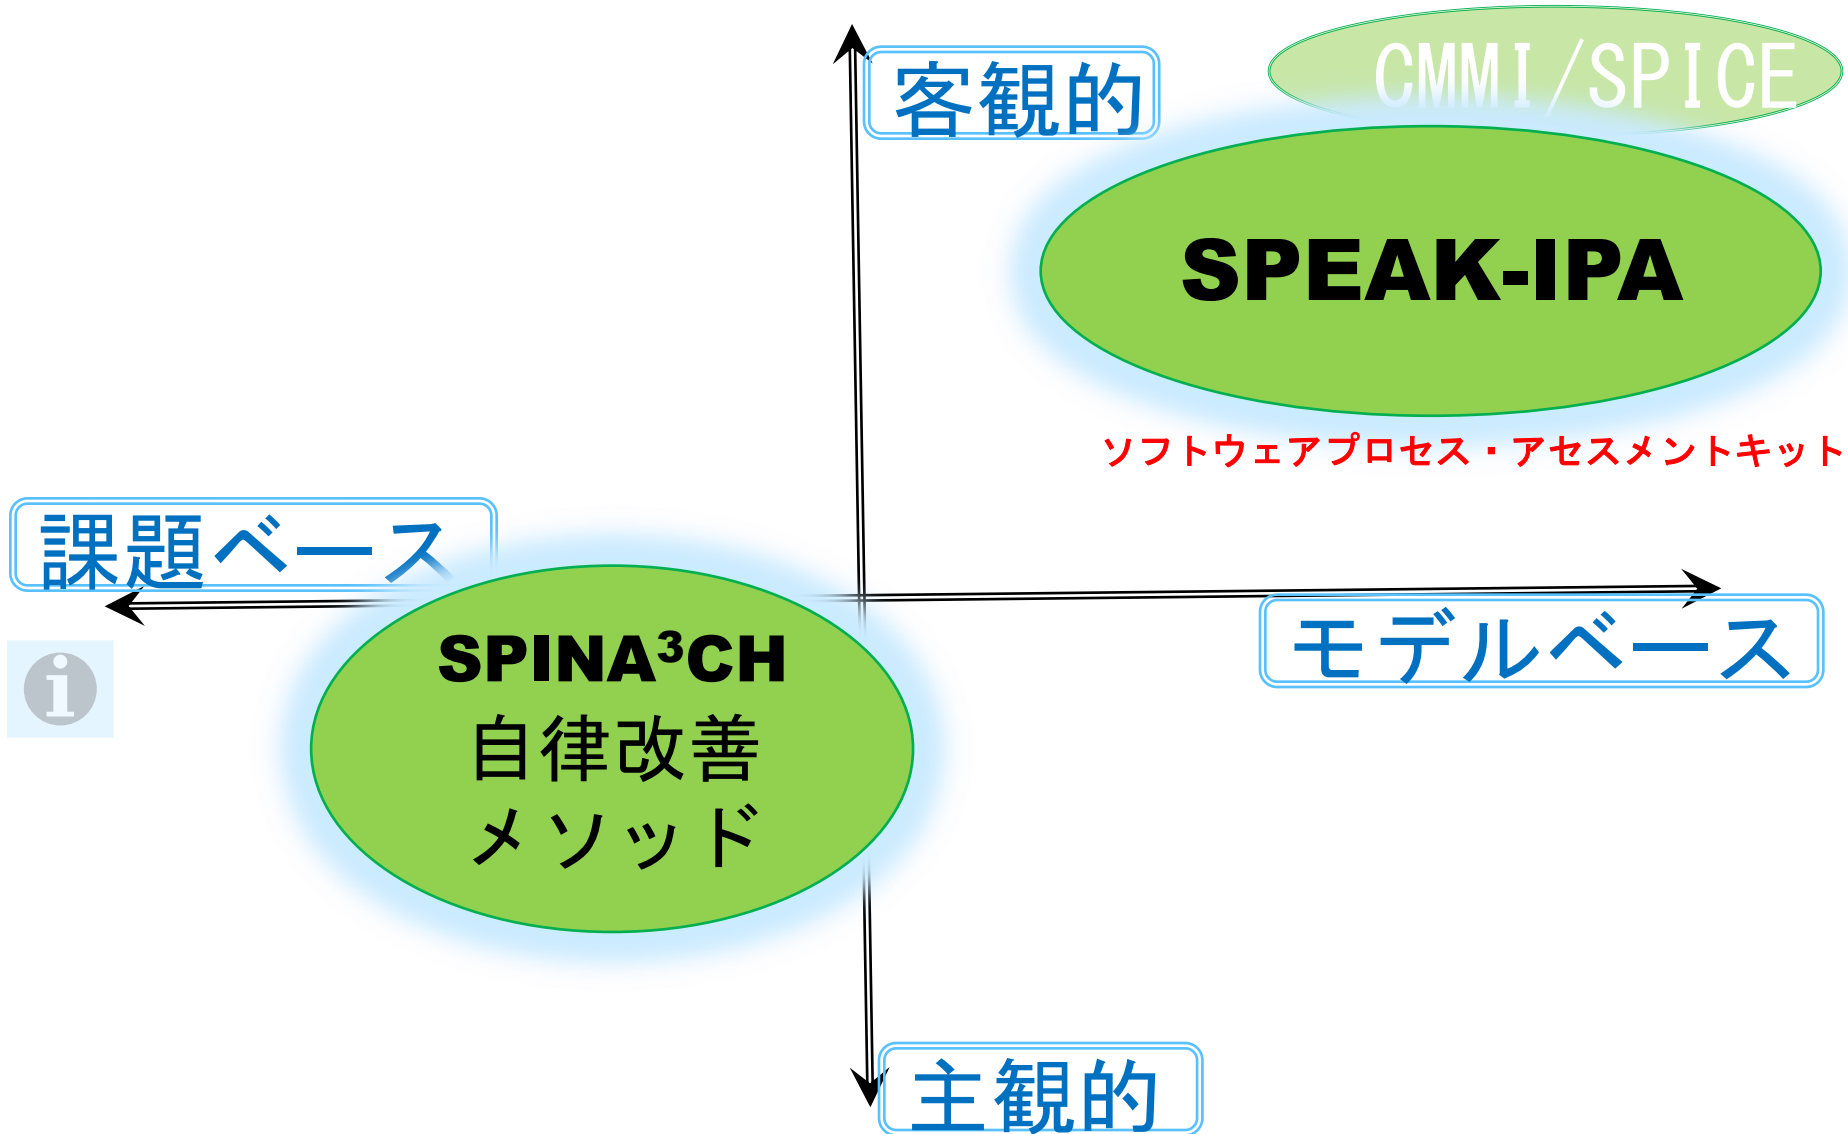 客観的
CMMI/SPICE
SPEAK-IPA
ソフトウェアプロセス・アセスメントキット
課題ベース
モデルベース
SPINA³CH
自律改善
メソッド
主観的